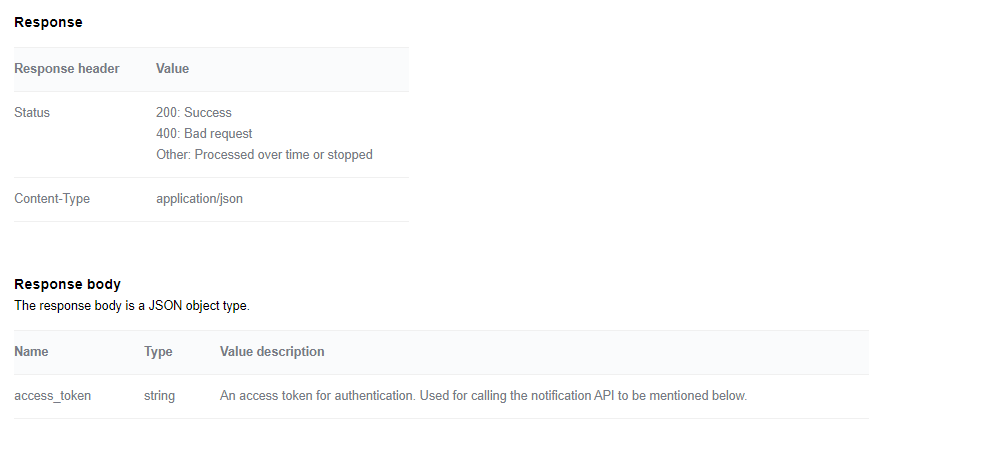 Response
Response header Value
Status 200: Success
400: Bad request
Other: Processed over time or stopped
Content-Type application/json
Response body
The response body is a JSON object type.
Name Type Value description
access_token string An access token for authentication. Used for calling the notification API to be mentioned below.